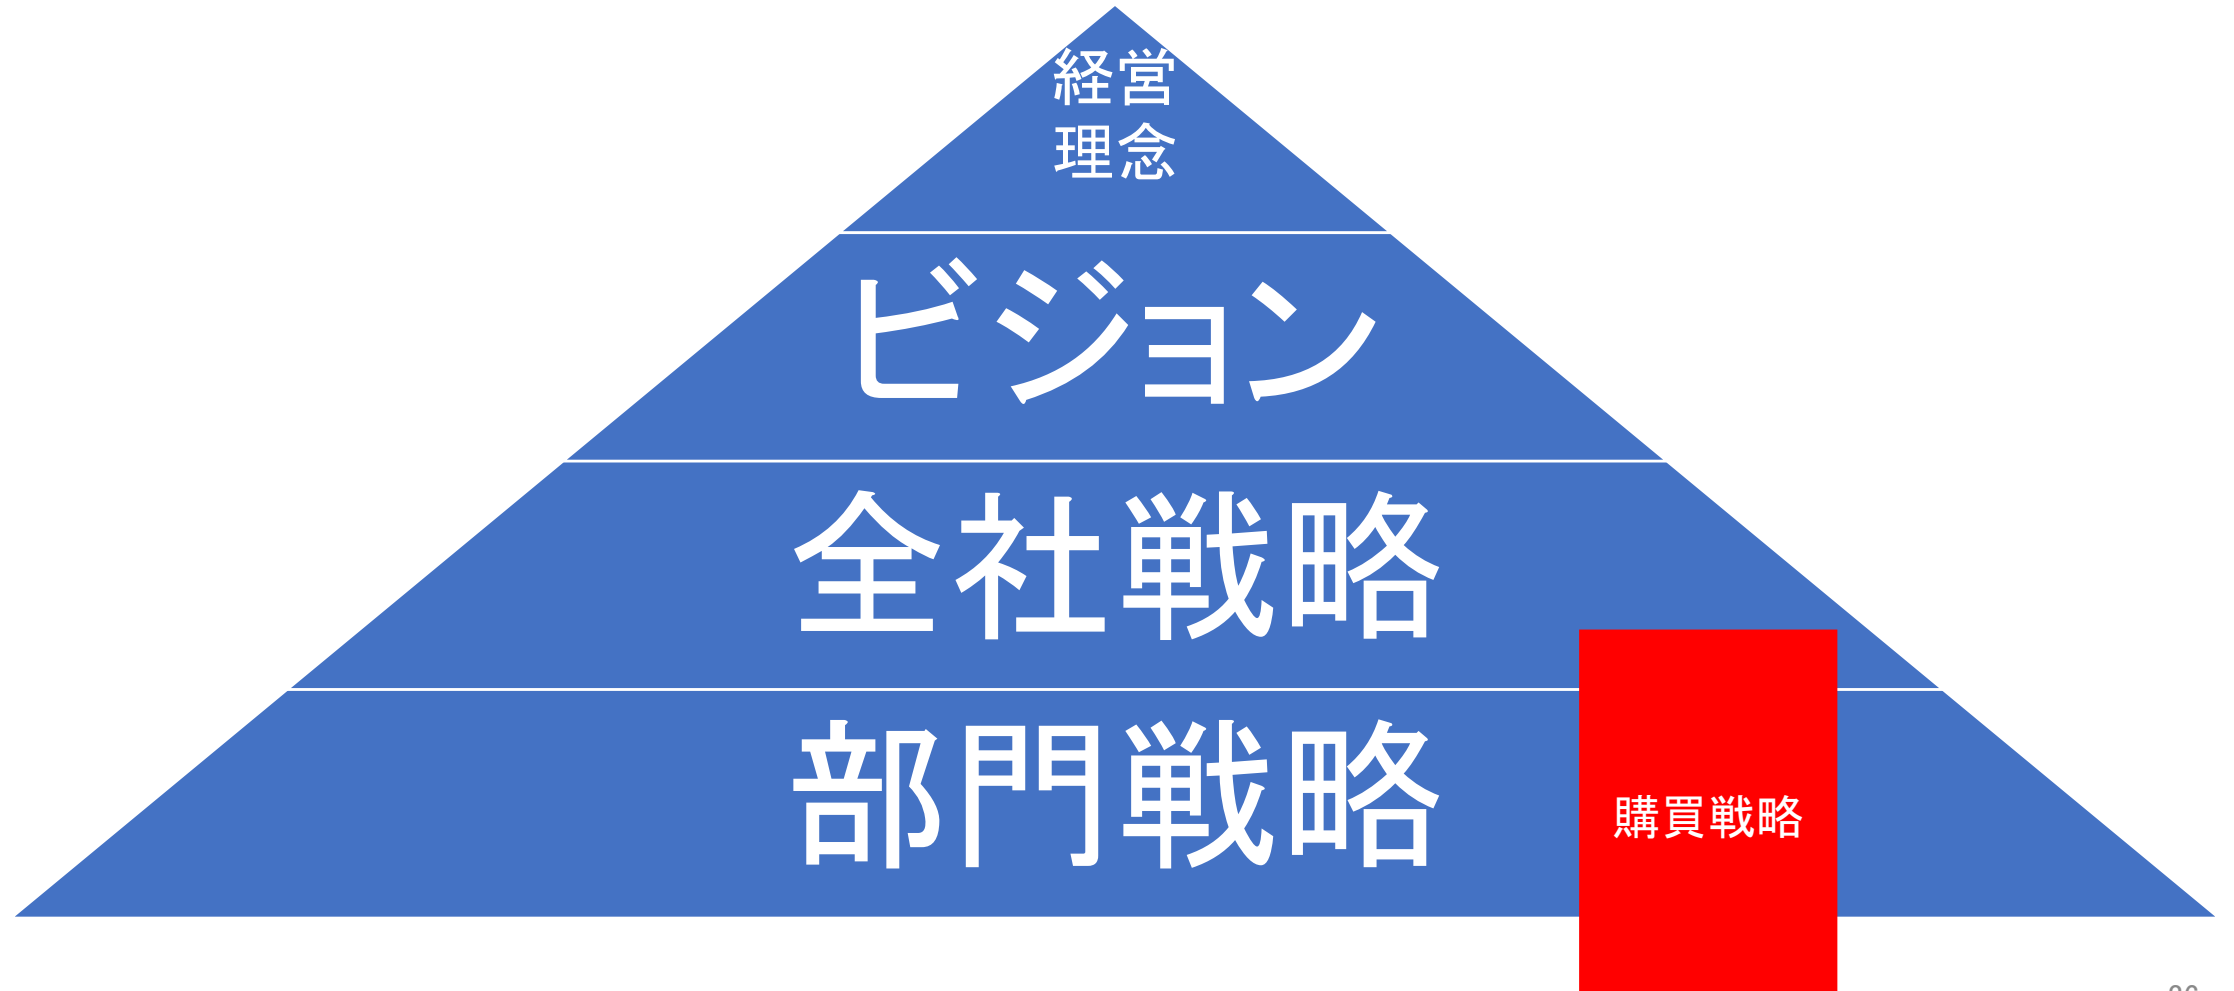 経営
理念
ビジョン
全社戦略
部門戦略
購買戦略